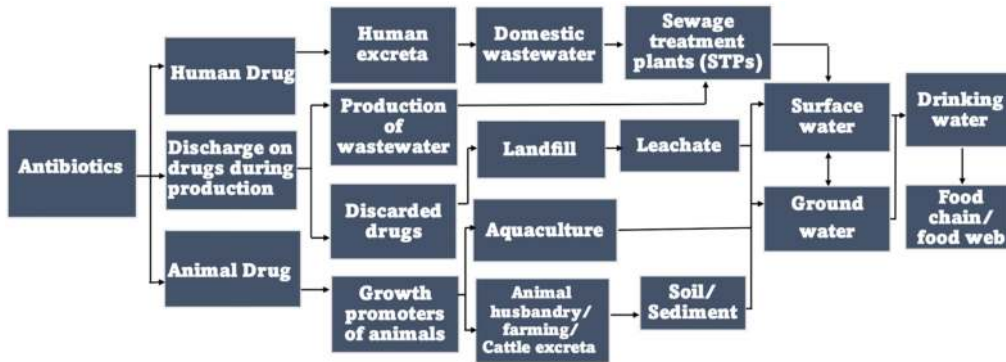 Antibiotics
Human Drug
Discharge on
drugs during
production
Animal Drug
Human
excreta
Production
of
wastewater
Discarded
drugs
Growth
promoters
of animals
Domestic
wastewater
Landfill
Aquaculture
Animal
husbandry/
farming/
Cattle excreta
Sewage
treatment
plants (STPs)
Leachate
Soil/
Sediment
Surface
water
Ground
water
Drinking
water
Food
chain/
food web